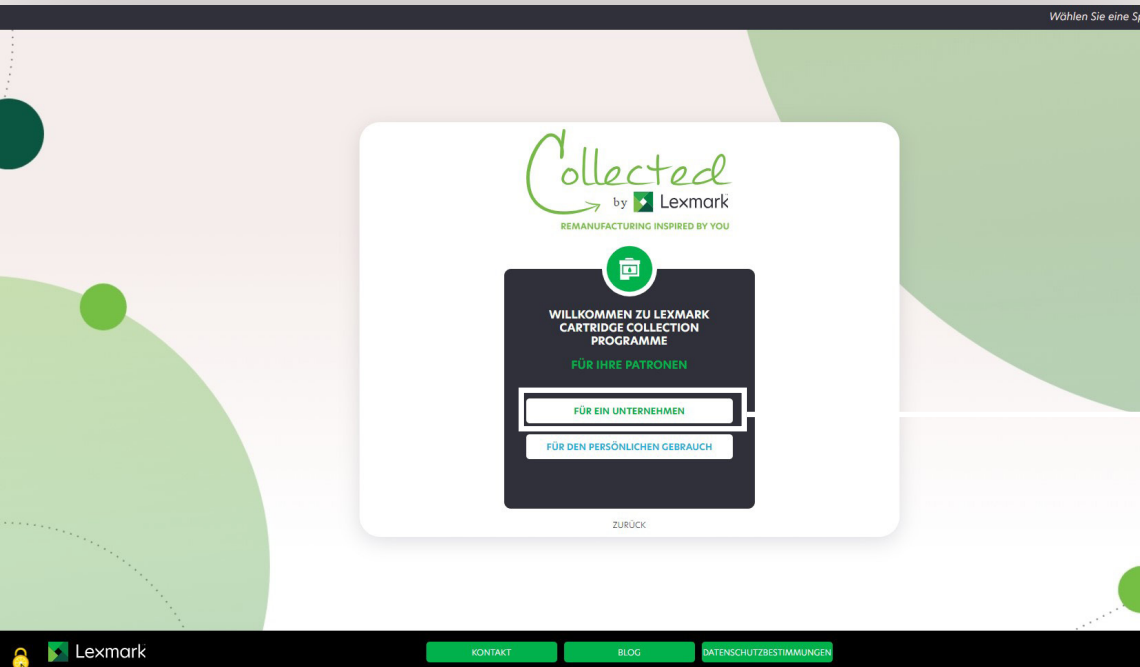 Wählen Sie eine
Collected
by Lexmark
REMANUFACTURING INSPIRED BY YOU
WILLKOMMEN ZU LEXMARK
CARTRIDGE COLLECTION
PROGRAMME
FÜR IHRE PATRONEN
FÜR EIN UNTERNEHMEN
FÜR DEN PERSÖNLICHEN GEBRAUCH
ZURÜCK
Lexmark
KONTAKT
BLOG
DATENSCHUTZBESTIMMUNGEN